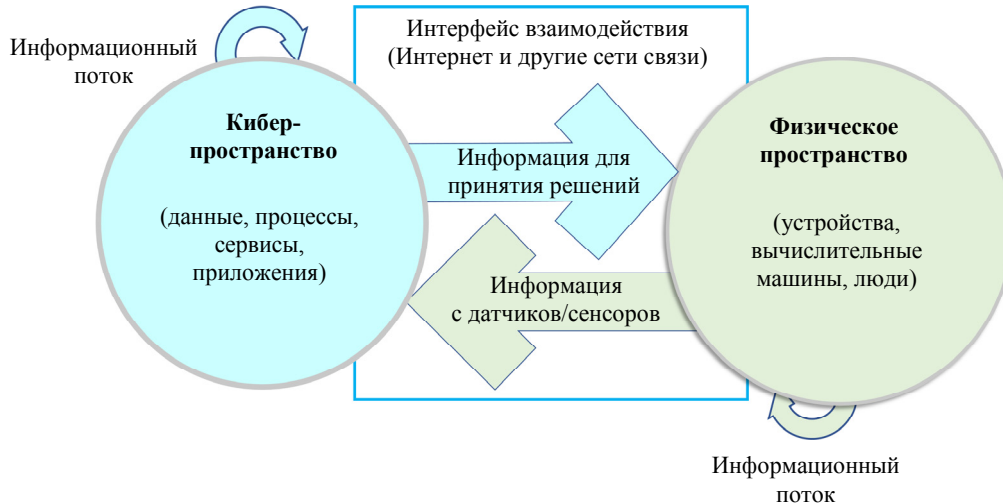 Информационный
поток
Интерфейс взаимодействия
(Интернет и другие сети связи)
Кибер-
пространство
(данные, процессы,
сервисы,
приложения)
Информация для
принятия решений
Информация
с датчиков/сенсоров
Физическое
пространство
(устройства,
вычислительные
машины, люди)
Информационный
поток